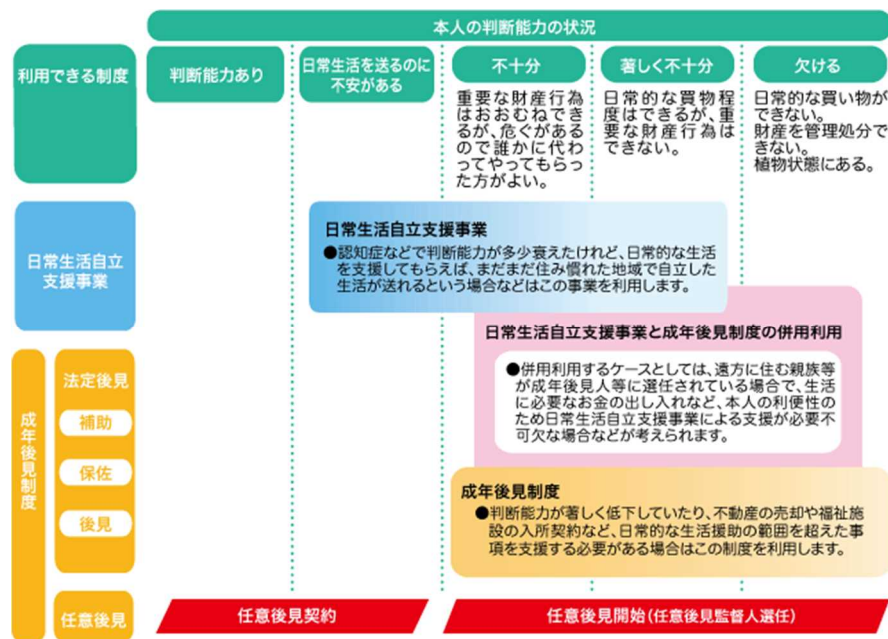 本人の判断能力の状況
利用できる制度
判断能力あり
日常生活を送るのに
不安がある
不十分
著しく不十分
欠ける
重要な財産行為
はおおむねでき
るが、危ぐがある
ので誰かに代わ
ってやってもらっ
た方がよい。
日常的な買物程
度はできるが、重
要な財産行為は
できない。
日常的な買い物が
できない。
財産を管理処分で
きない。
植物状態にある。
日常生活自立
支援事業
日常生活自立支援事業
●認知症などで判断能力が多少衰えたけれど、日常的な生活
を支援してもらえば、まだまだ住み慣れた地域で自立した
生活が送れるという場合などはこの事業を利用します。
日常生活自立支援事業と成年後見制度の併用利用
●併用利用するケースとしては、遠方に住む親族等
が成年後見人等に選任されている場合で、生活
に必要なお金の出し入れなど、本人の利便性の
ため日常生活自立支援事業による支援が必要不
可欠な場合などが考えられます。
成年後見制度
法定後見
補助
保佐
後見
成年後見制度
●判断能力が著しく低下していたり、不動産の売却や福祉施
設の入所契約など、日常的な生活援助の範囲を超えた事
項を支援する必要がある場合はこの制度を利用します。
任意後見
任意後見契約
任意後見開始(任意後見監督人選任)